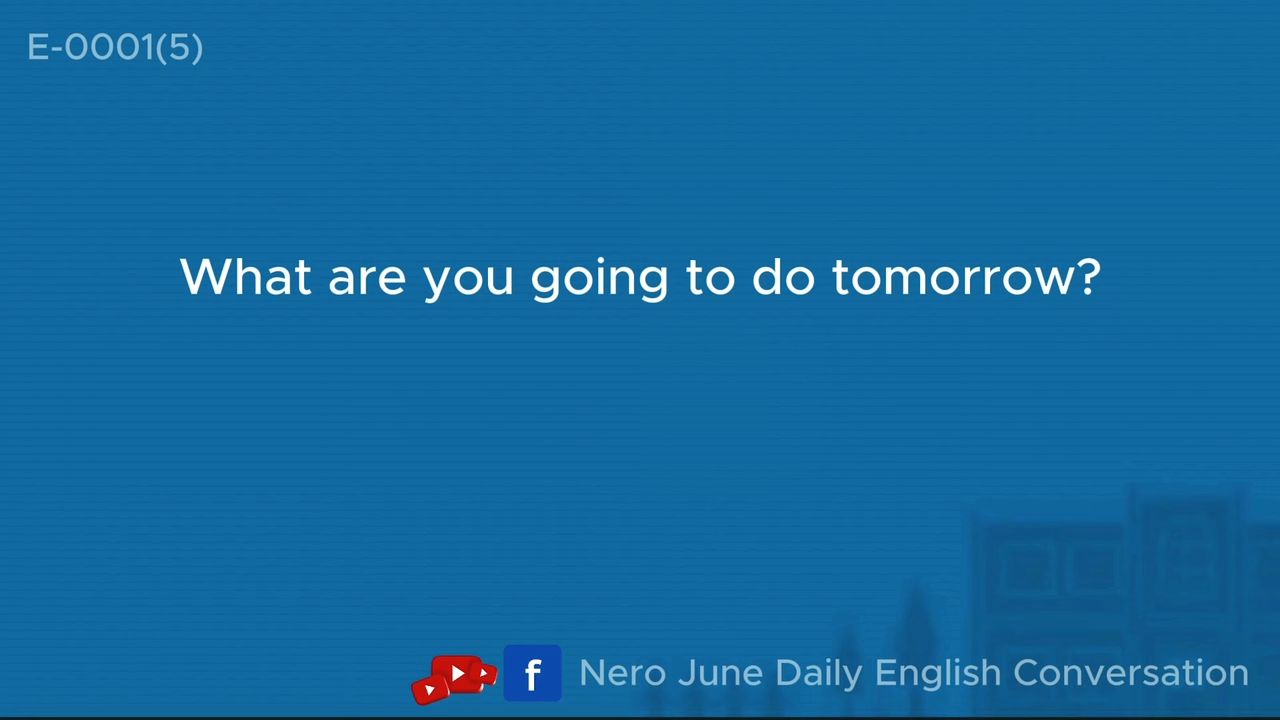 E-0001(5)
What are you going to do tomorrow?
f Nero June Daily English Conversation